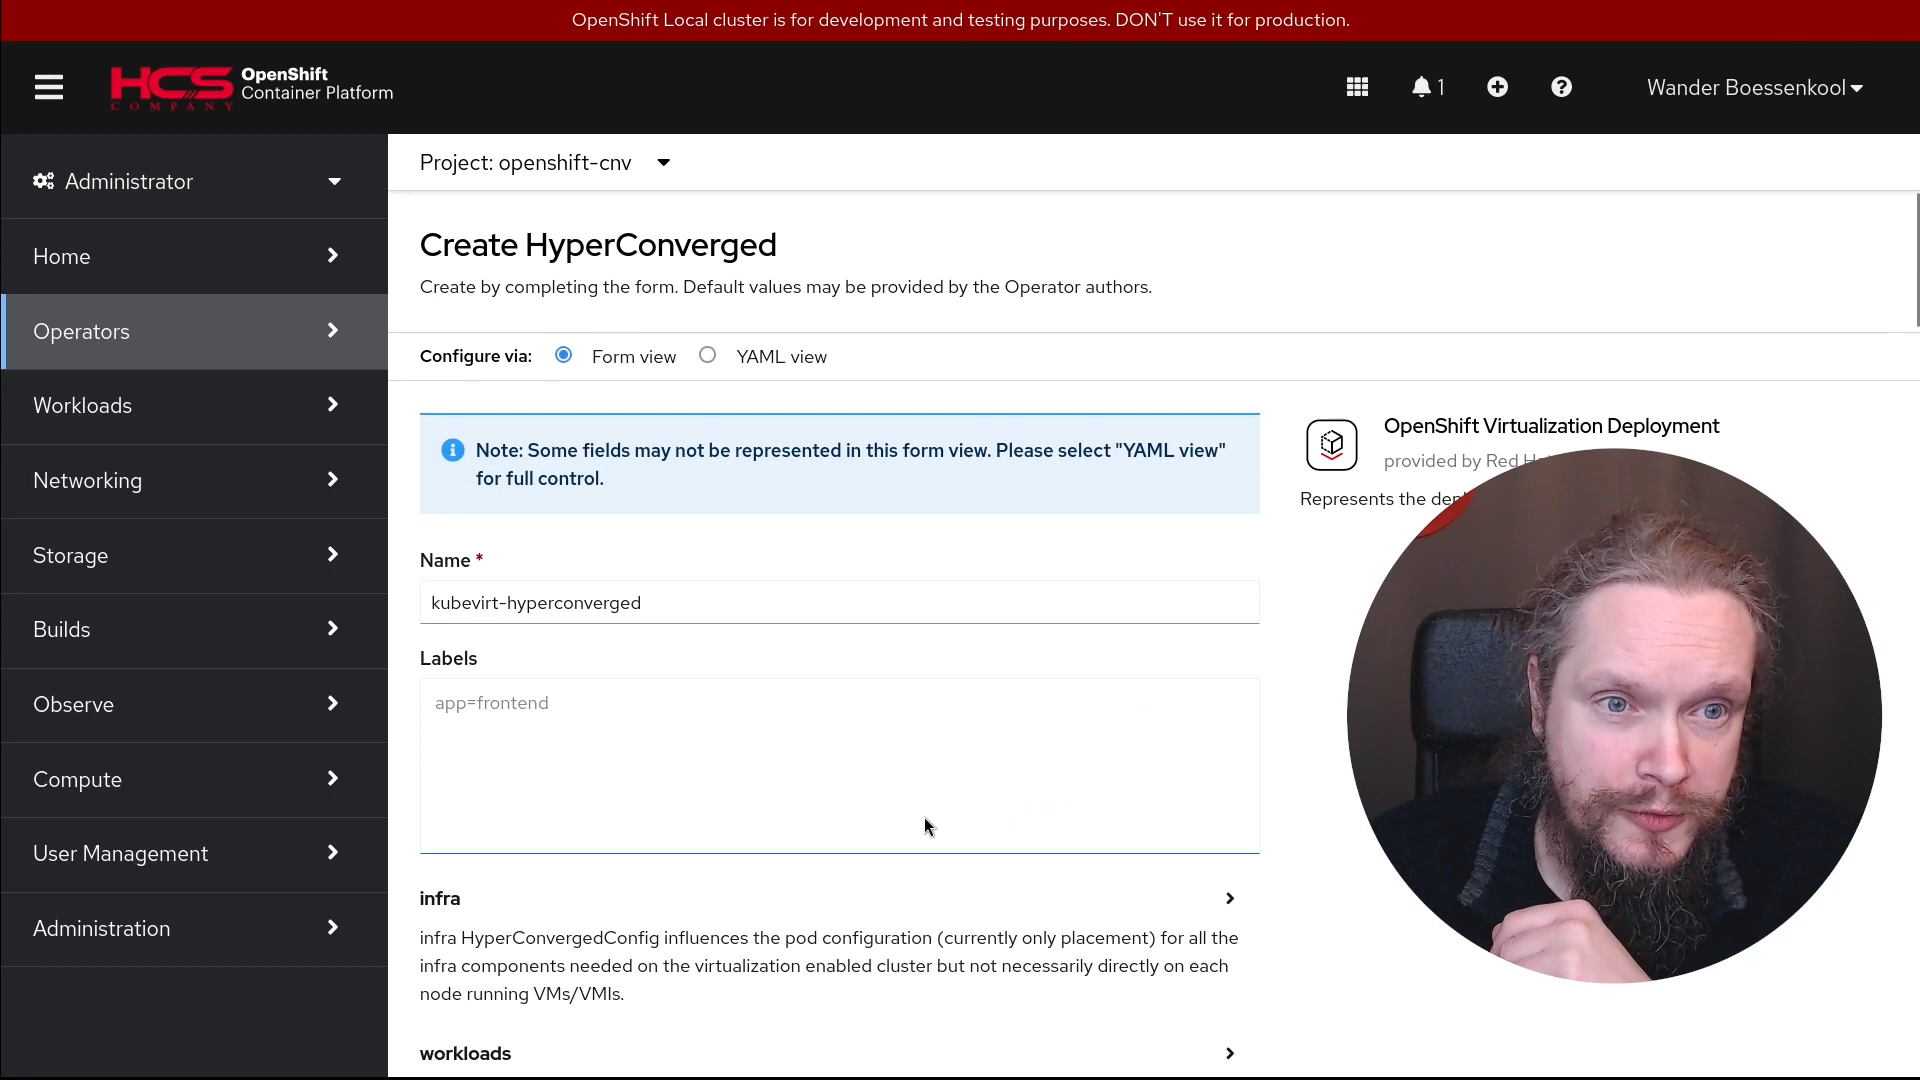 OpenShift Local cluster is for development and testing purposes. DON'T use it for production.
HCS
COMPANY
OpenShift
Container Platform
1
Wander Boessenkool
Administrator
Home
Operators
Workloads
Networking
Storage
Builds
Observe
Compute
User Management
Administration
Project: openshift-cnv
Create HyperConverged
Create by completing the form. Default values may be provided by the Operator authors.
Configure via: Form view YAML view
Note: Some fields may not be represented in this form view. Please select "YAML view"
for full control.
Name *
kubevirt-hyperconverged
Labels
app=frontend
infra
infra HyperConvergedConfig influences the pod configuration (currently only placement) for all the
infra components needed on the virtualization enabled cluster but not necessarily directly on each
node running VMs/VMIs.
workloads
OpenShift Virtualization Deployment
provided by Red
Represents the